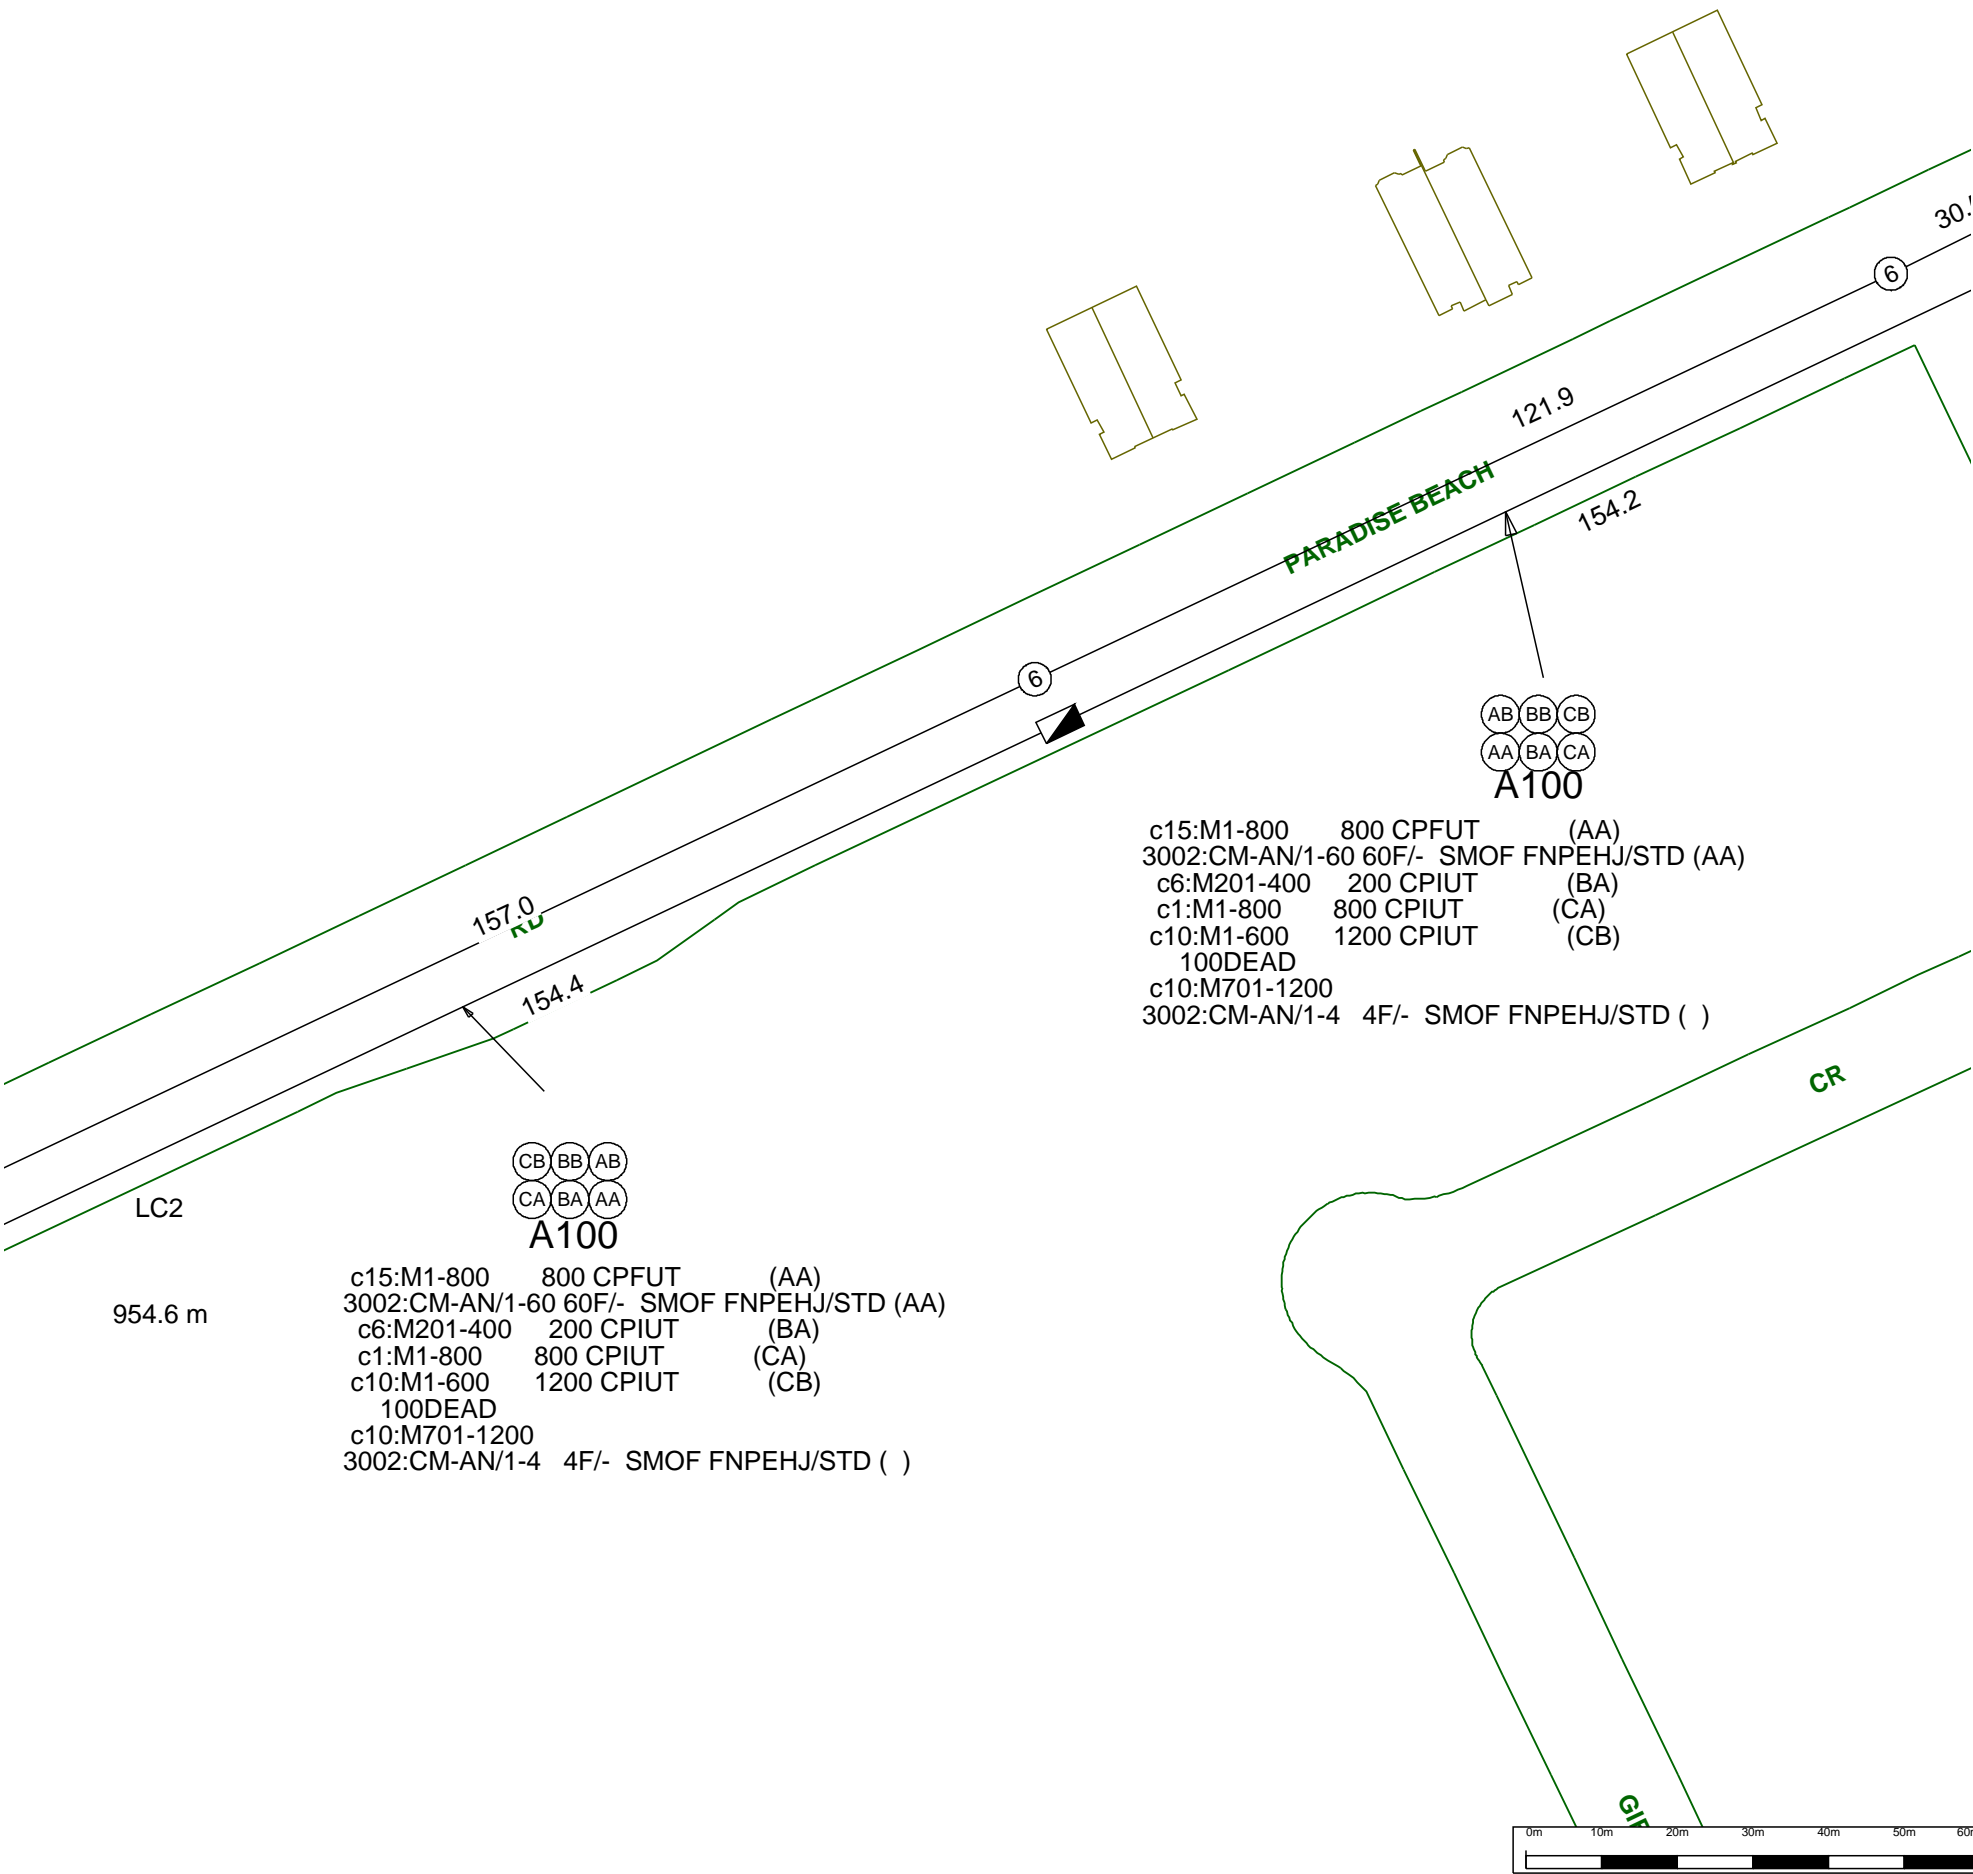 30.
6
121.9
PARADISE BEACH
154.2
6
AB BB CB
AA BA CA
A100
c15:M1-800 800 CPFUT (AA)
3002:CM-AN/1-60 60F/- SMOF FNPEHJ/STD (AA)
c6:M201-400 200 CPIUT (BA)
c1:M1-800 800 CPIUT (CA)
c10:M1-600 1200 CPIUT (CB)
100DEAD
c10:M701-1200
3002:CM-AN/1-4 4F/- SMOF FNPEHJ/STD ( )
157.0
RD
154.4
CR
CB BB AB
CA BA AA
A100
LC2
954.6 m
c15:M1-800 800 CPFUT (AA)
3002:CM-AN/1-60 60F/- SMOF FNPEHJ/STD (AA)
c6:M201-400 200 CPIUT (BA)
c1:M1-800 800 CPIUT (CA)
c10:M1-600 1200 CPIUT (CB)
100DEAD
c10:M701-1200
3002:CM-AN/1-4 4F/- SMOF FNPEHJ/STD ( )
0m 10m 20m 30m 40m 50m